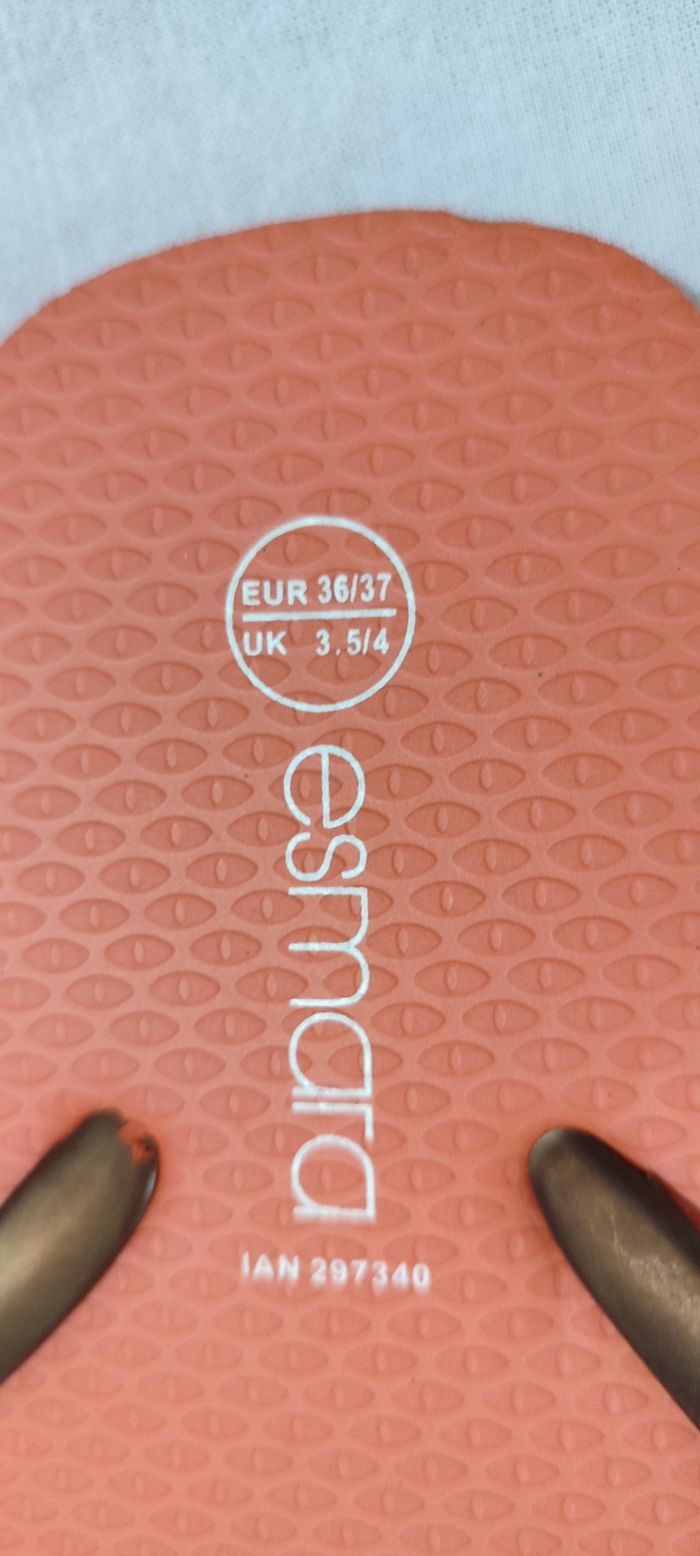 EUR 36/37
UK 3.5/4
esmara
IAN 297340